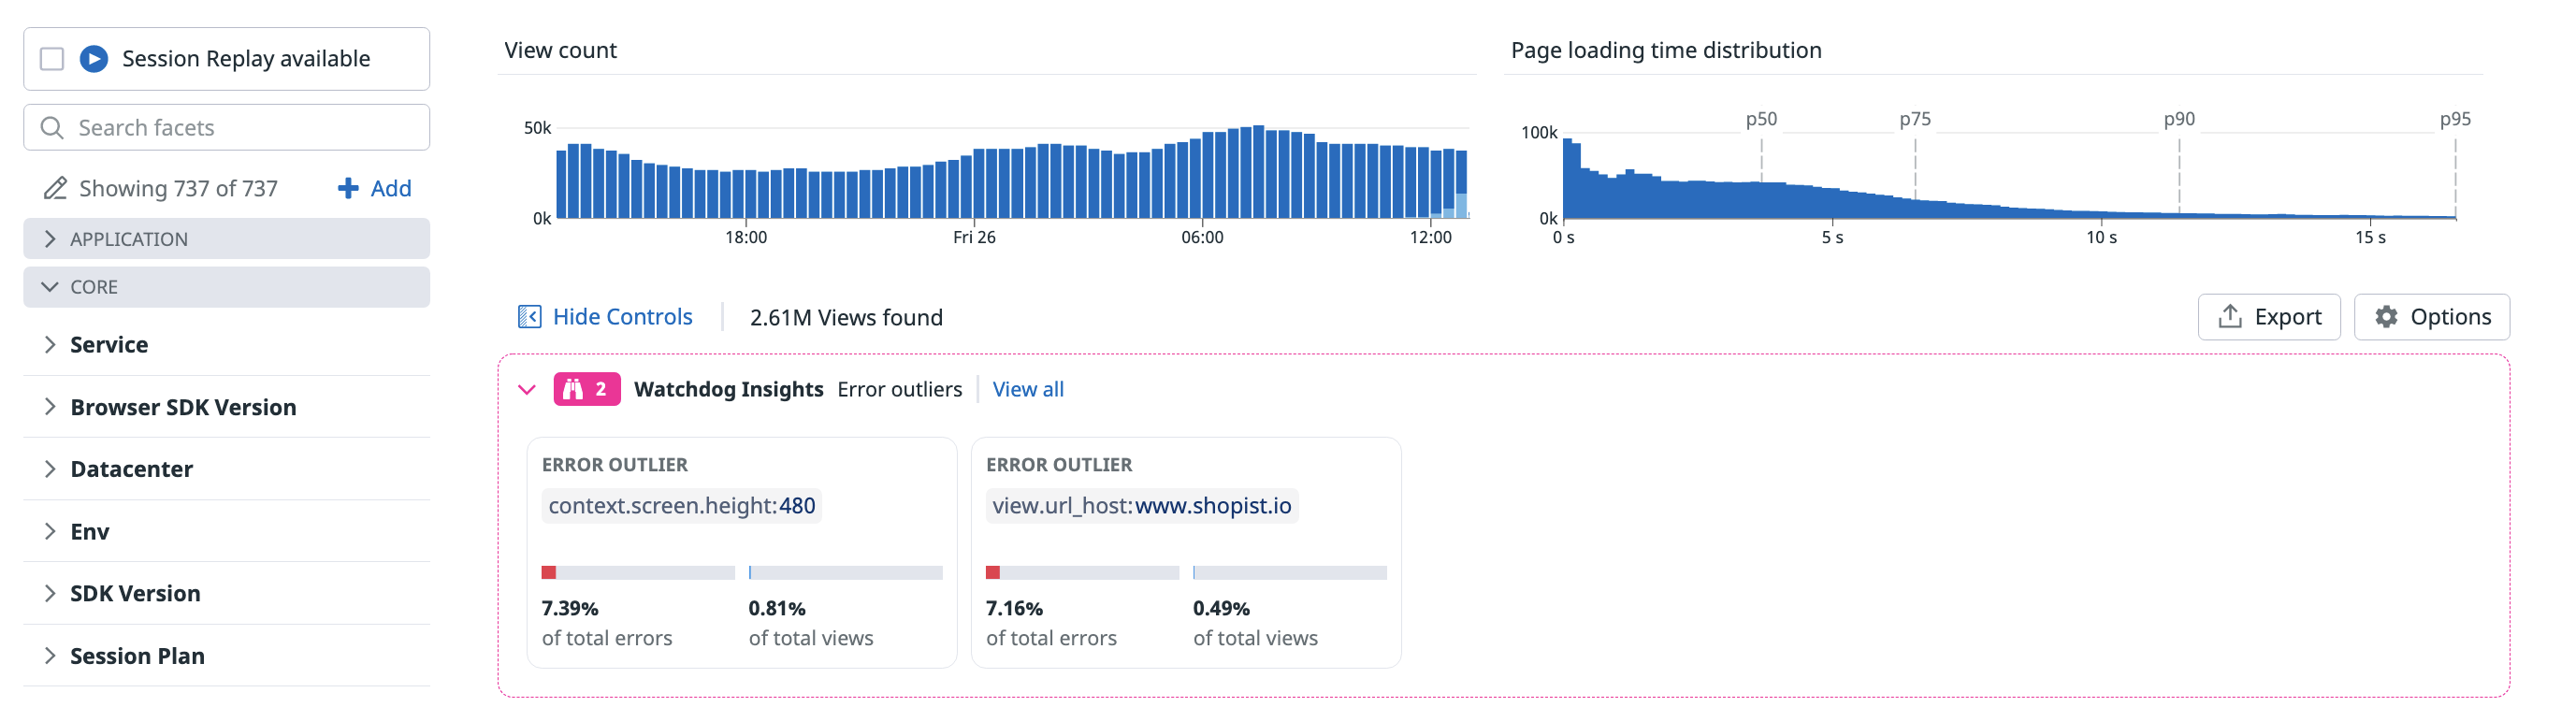 Session Replay available
Search facets
Showing 737 of 737
Add
APPLICATION
CORE
Service
Browser SDK Version
Datacenter
Env
SDK Version
Session Plan
View count
50k
0k
18:00 Fri 26 06:00 12:00
Page loading time distribution
p50 p75 p90 p95
100k
0k
0 s 5 s 10 s 15 s
Hide Controls 2.61M Views found Export Options
2 Watchdog Insights Error outliers View all
ERROR OUTLIER
context.screen.height:480
7.39% 0.81%
of total errors of total views
ERROR OUTLIER
view.url_host:www.shopist.io
7.16% 0.49%
of total errors of total views